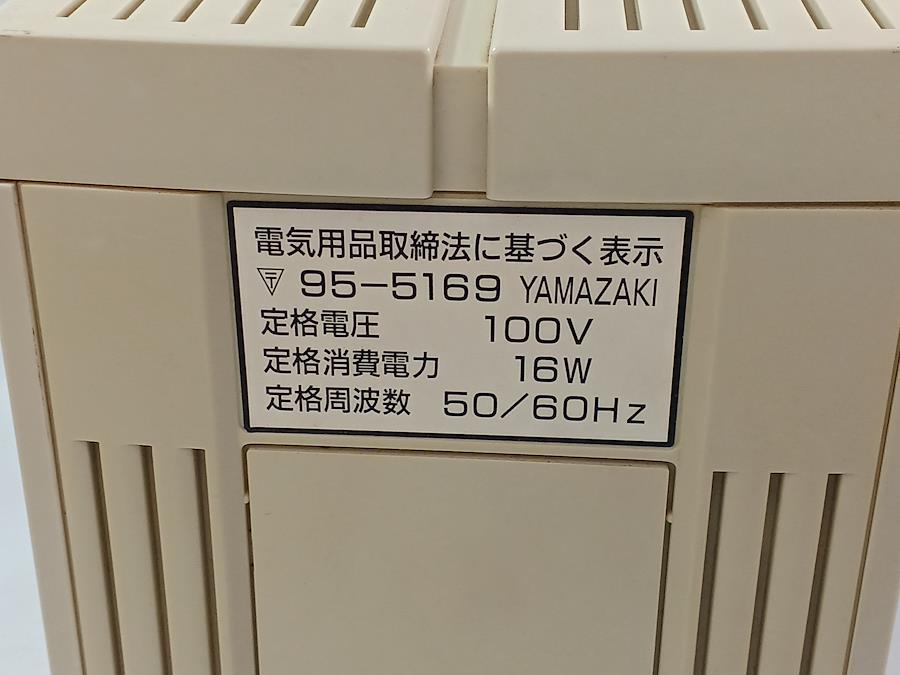 電気用品取締法に基づく表示
〒 95-5169 YAMAZAKI
定格電圧 100V
定格消費電力 16W
定格周波数 50/60Hz